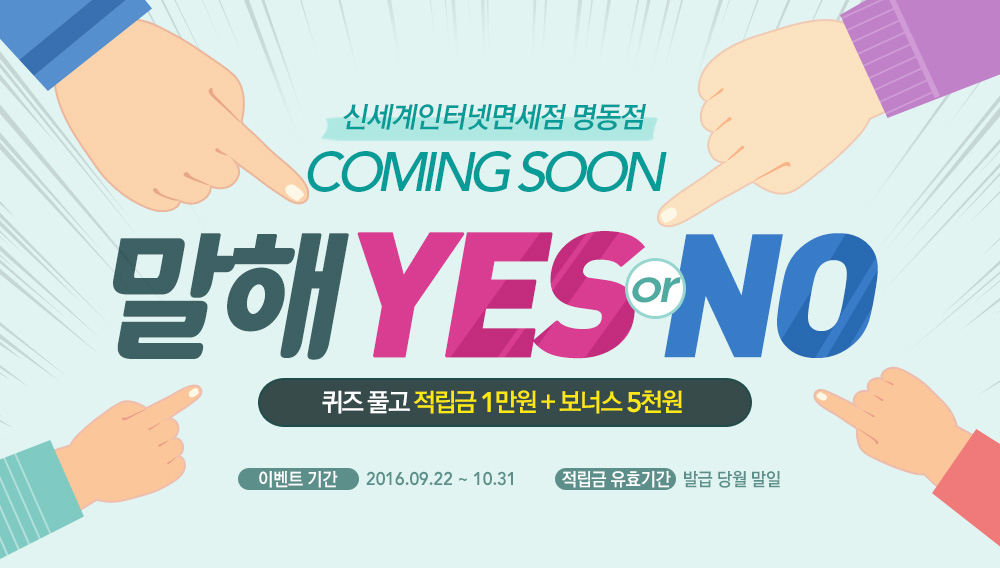 신세계인터넷면세점 명동점
COMING SOON
말해 YES or NO
퀴즈 풀고 적립금 1만원 + 보너스 5천원
이벤트 기간 2016.09.22 ~ 10.31 적립금 유효기간 발급 당월 말일